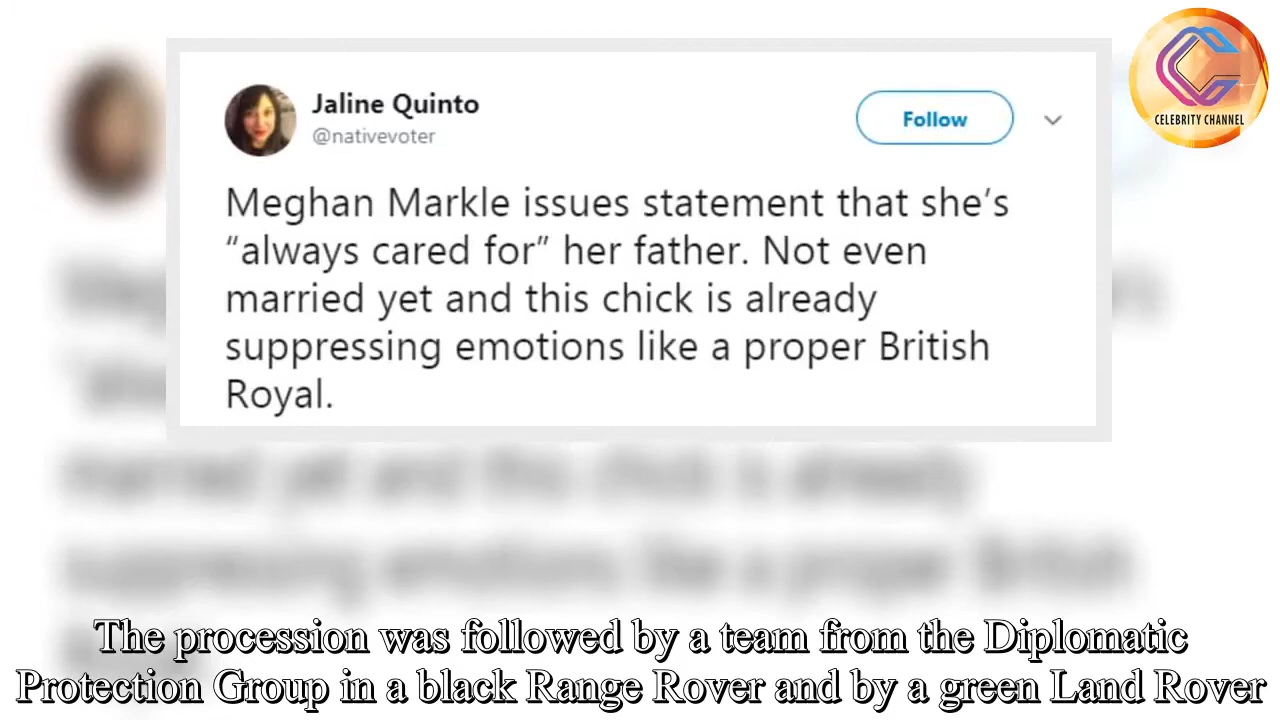 Jaline Quinto
@nativevoter
Follow
CELEBRITY CHANNEL
Meghan Markle issues statement that she’s
“always cared for” her father. Not even
married yet and this chick is already
suppressing emotions like a proper British
Royal.
The procession was followed by a team from the Diplomatic
Protection Group in a black Range Rover and by a green Land Rover